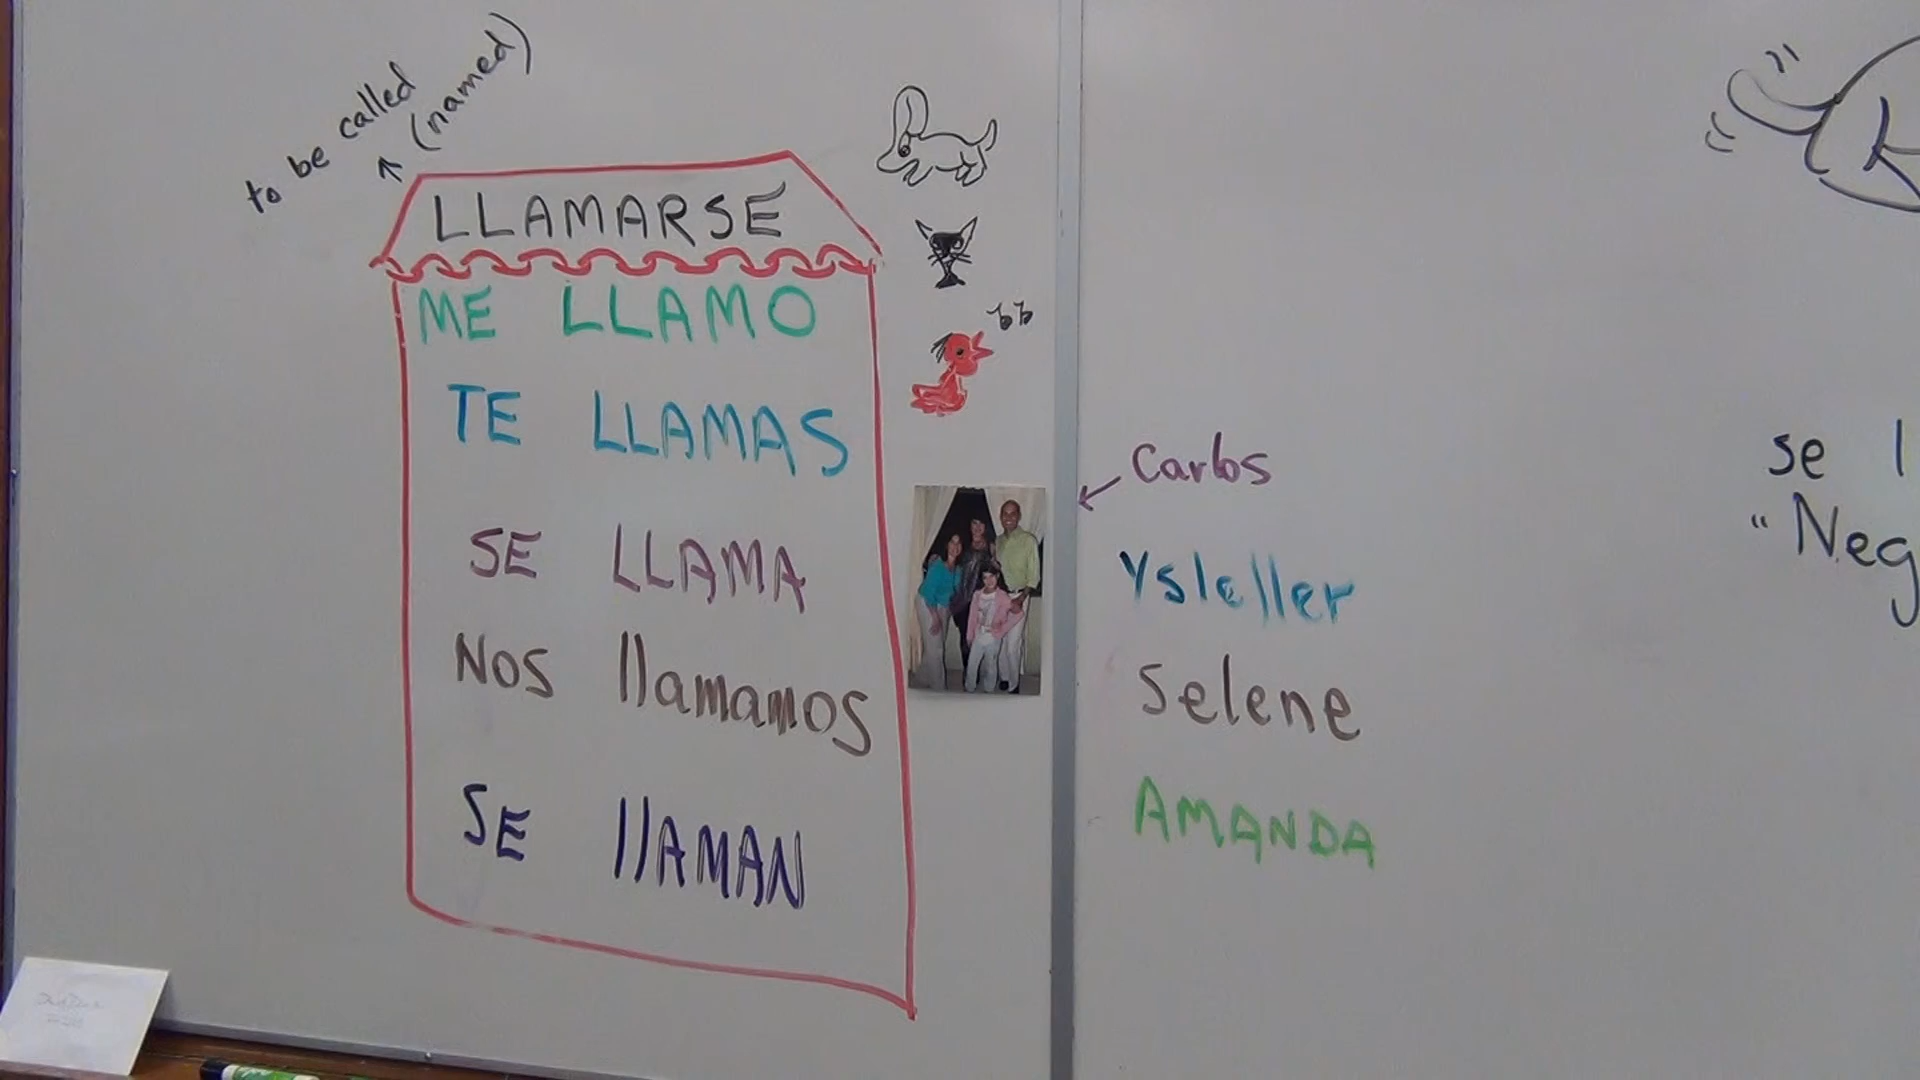 to be called
(named)
LLAMARSE
ME LLAMO
TE LLAMAS
SE LLAMA
NOS llamamos
SE llAMAN
Carlos
Ysleller
Selene
AMANDA
se l
"Neg